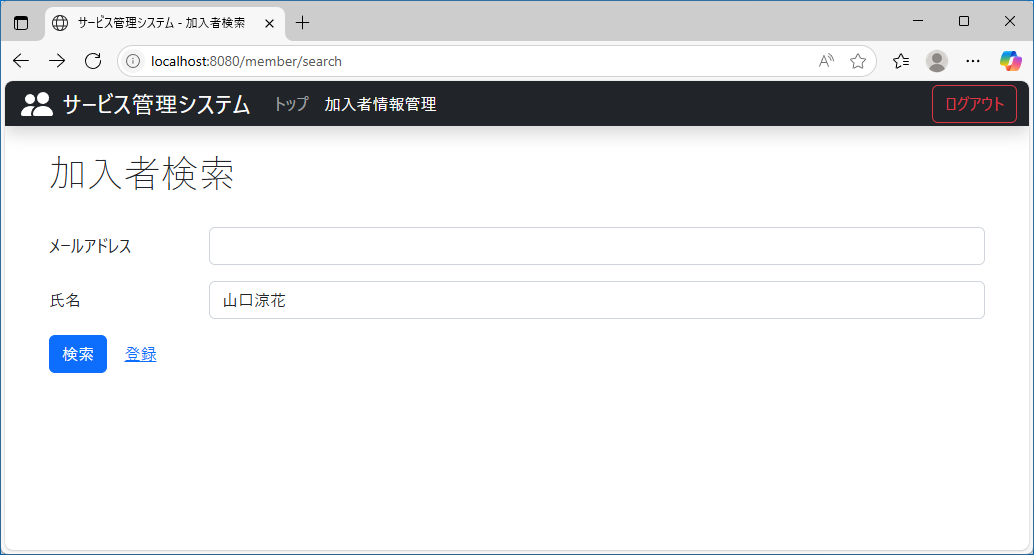 サービス管理システム - 加入者検索
localhost:8080/member/search
サービス管理システム トップ 加入者情報管理 ログアウト
加入者検索
メールアドレス
氏名 山口涼花
検索 登録